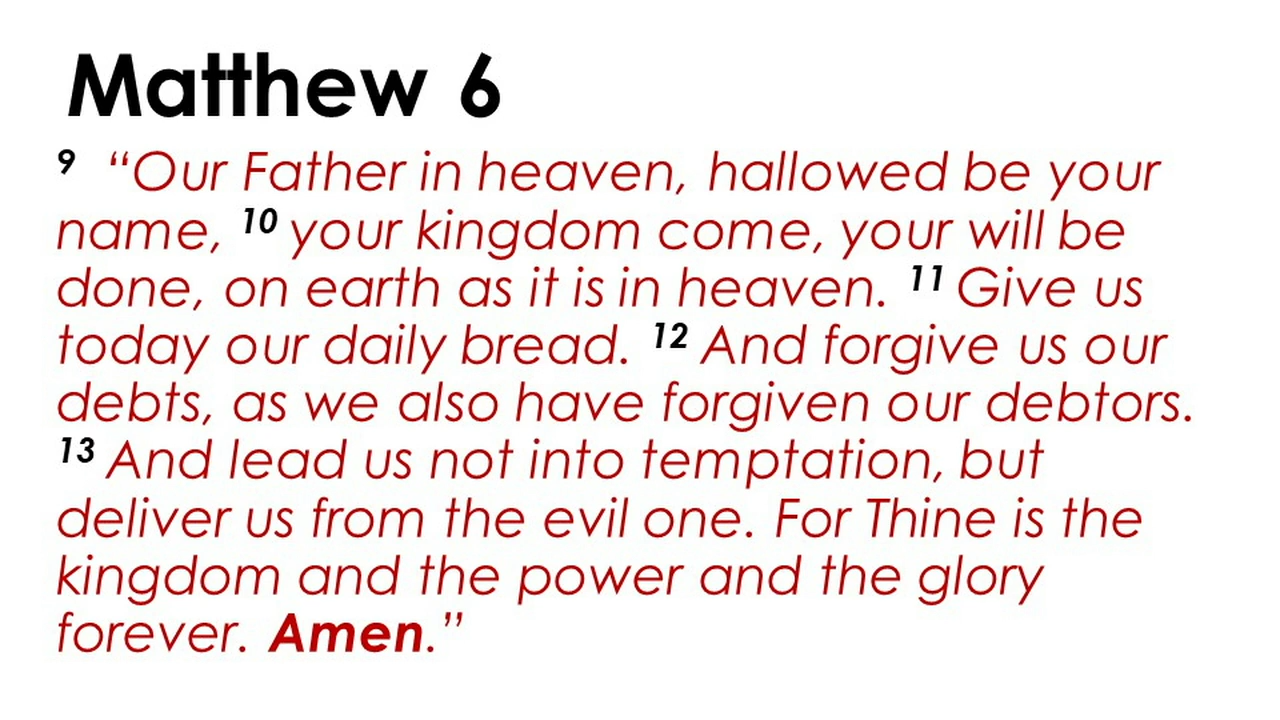 Matthew 6
9 “Our Father in heaven, hallowed be your
name, 10 your kingdom come, your will be
done, on earth as it is in heaven. 11 Give us
today our daily bread. 12 And forgive us our
debts, as we also have forgiven our debtors.
13 And lead us not into temptation, but
deliver us from the evil one. For Thine is the
kingdom and the power and the glory
forever. Amen.”